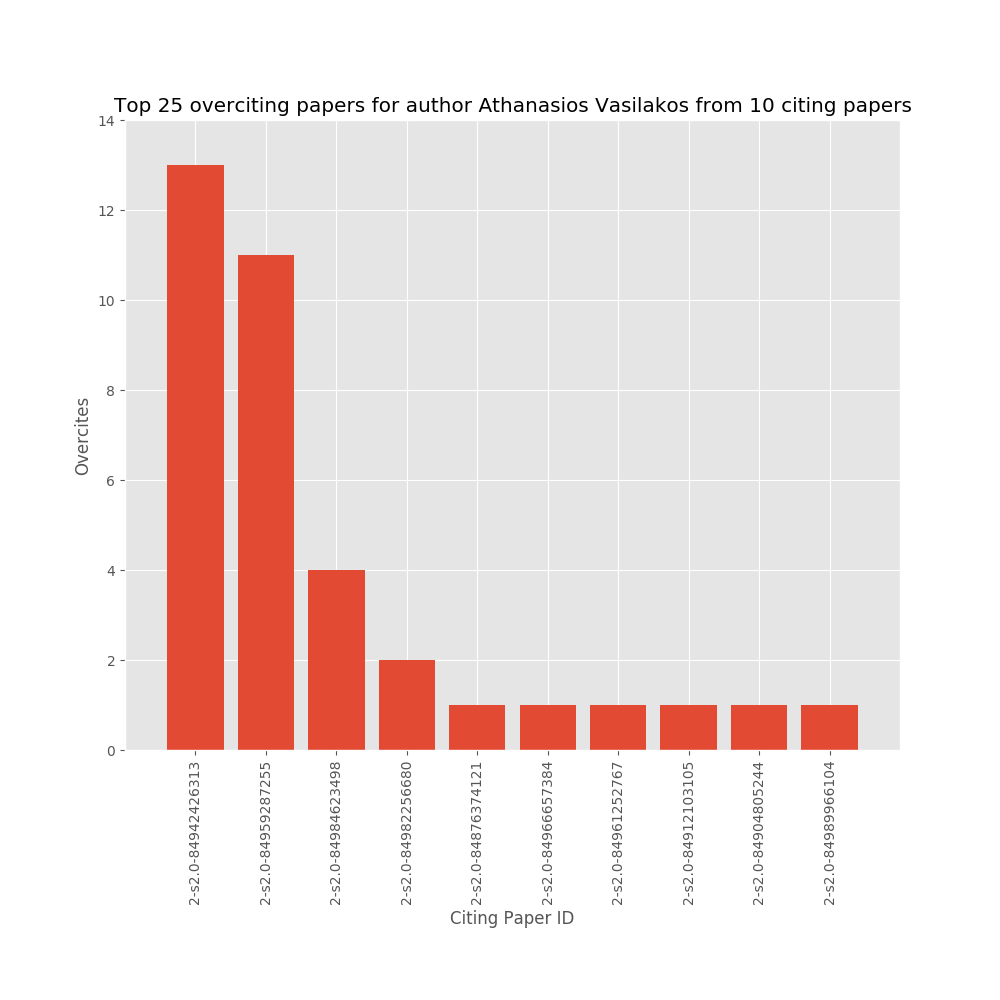 Top 25 overciting papers for author Athanasios Vasilakos from 10 citing papers
14
12
10
8
6
4
2
0
Overcites
2-s2.0-84942426313
2-s2.0-84959287255
2-s2.0-84984623498
2-s2.0-84982256680
2-s2.0-84876374121
2-s2.0-84966657384
2-s2.0-84961252767
2-s2.0-84912103105
2-s2.0-84904805244
2-s2.0-84989966104
Citing Paper ID